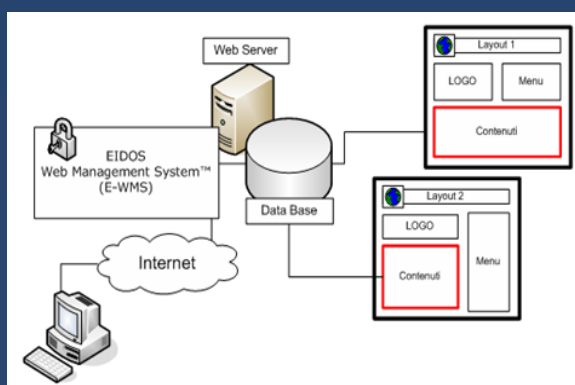 Web Server
EIDOS
Web Management System™
(E-WMS)
Data Base
Internet
Layout 1
LOGO
Menu
Contenuti
Layout 2
LOGO
Contenuti
Menu